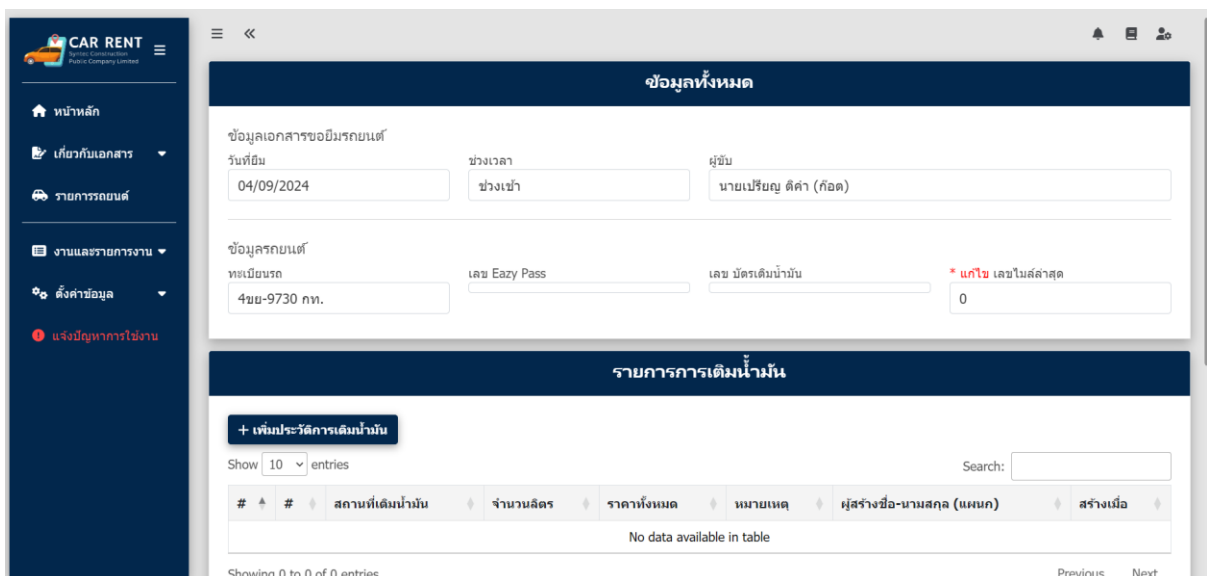 CAR RENT
Syntec Construction
Public Company Limited
หน้าหลัก
เกี่ยวกับเอกสาร
รายการรถยนต์
งานและรายการงาน
ตั้งค่าข้อมูล
แจ้งปัญหาการใช้งาน
ข้อมูลทั้งหมด
ข้อมูลเอกสารขอยืมรถยนต์
วันที่ยืม ช่วงเวลา ผู้ขับ
04/09/2024 ช่วงเช้า นายเปรียญ ติคำ (ก๊อต)
ข้อมูลรถยนต์
ทะเบียนรถ เลข Eazy Pass เลข บัตรเติมน้ำมัน * แก้ไข เลขไมล์ล่าสุด
4ขย-9730 กท. 0
รายการการเติมน้ำมัน
+ เพิ่มประวัติการเติมน้ำมัน
Show 10 entries Search:
# # สถานที่เติมน้ำมัน จำนวนลิตร ราคาทั้งหมด หมายเหตุ ผู้สร้างชื่อ-นามสกุล (แผนก) สร้างเมื่อ
No data available in table
Showing 0 to 0 of 0 entries Previous Next